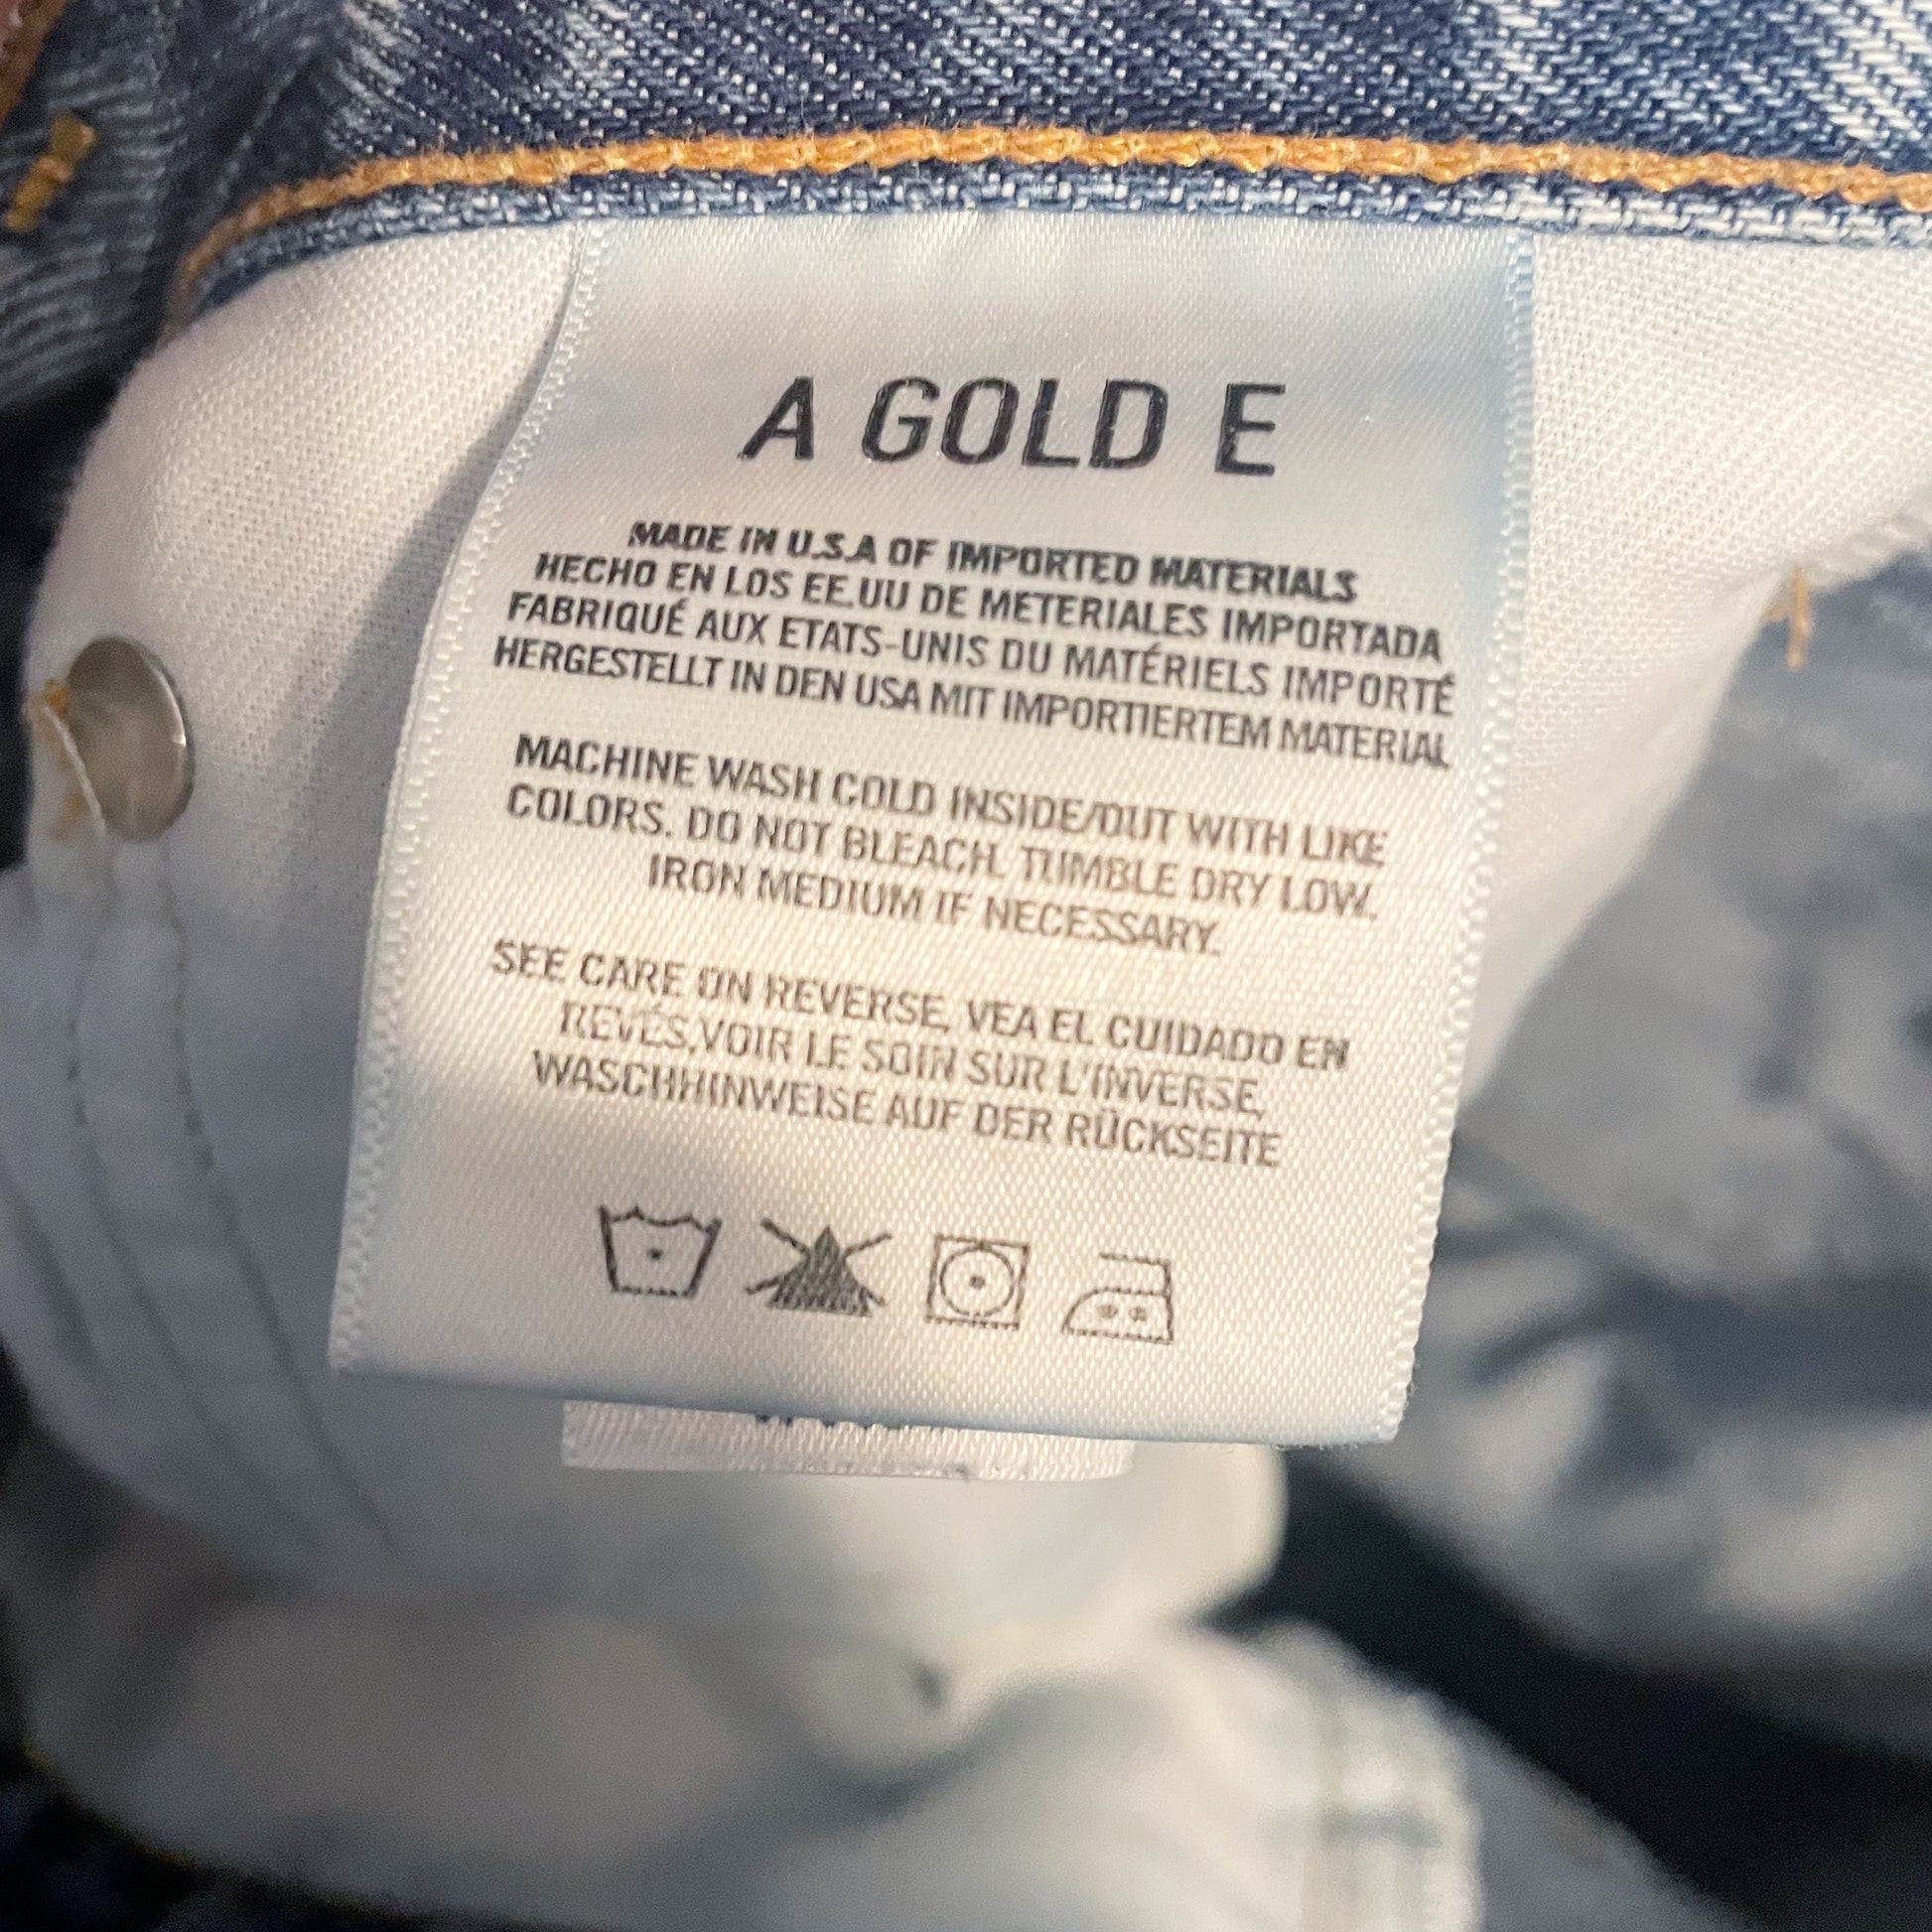 A GOLD E
MADE IN U.S.A OF IMPORTED MATERIALS
HECHO EN LOS EE.UU DE METERIALES IMPORTADA
FABRIQUÉ AUX ETATS-UNIS DU MATÉRIELS IMPORTÉ
HERGESTELLT IN DEN USA MIT IMPORTIERTEM MATERIAL
MACHINE WASH COLD INSIDE/OUT WITH LIKE
COLORS. DO NOT BLEACH. TUMBLE DRY LOW.
IRON MEDIUM IF NECESSARY.
SEE CARE ON REVERSE, VEA EL CUIDADO EN
REVÉS,VOIR LE SOIN SUR L'INVERSE,
WASCHHINWEISE AUF DER RÜCKSEITE